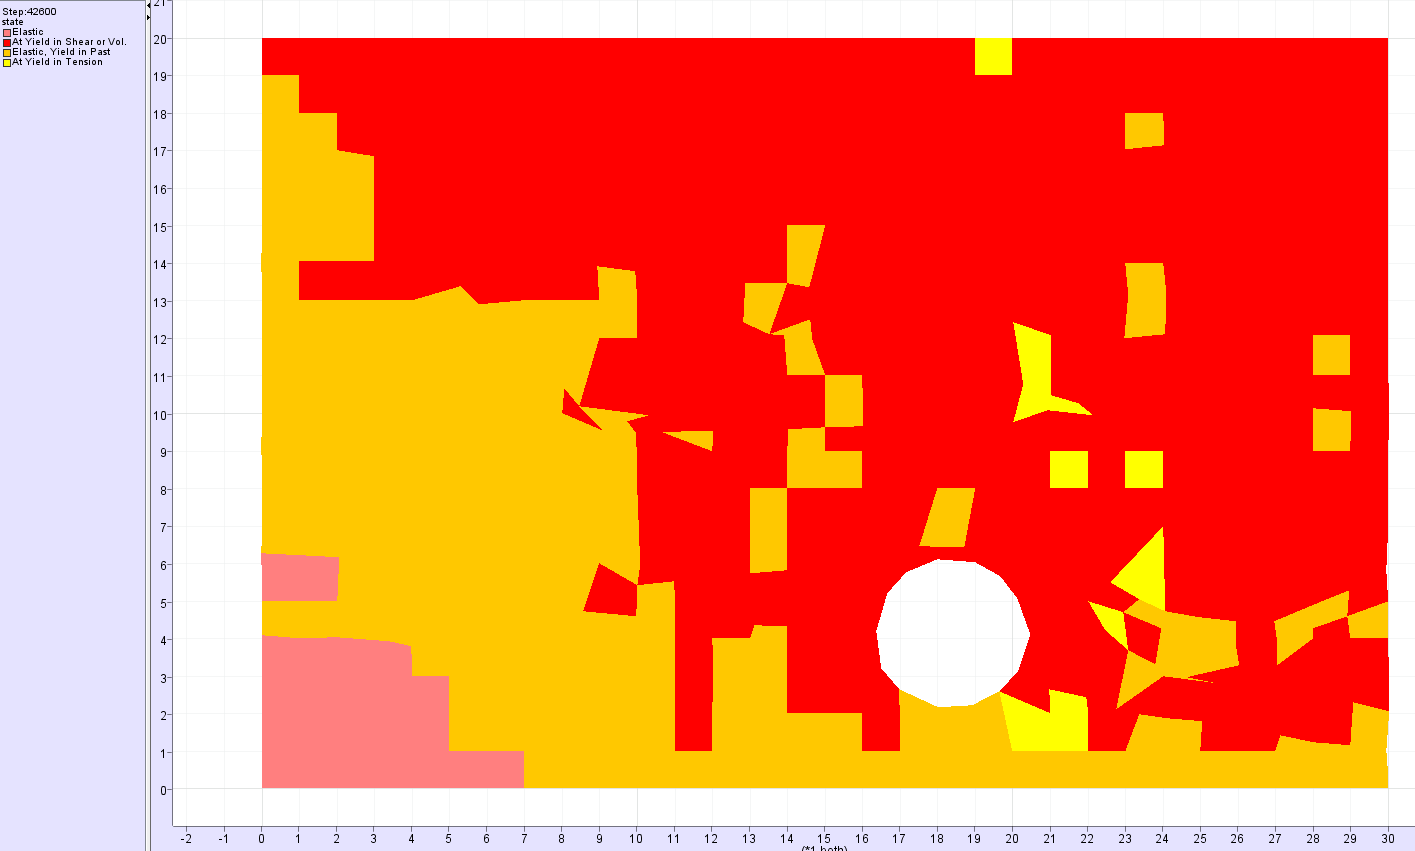 Step:42600
state
Elastic
At Yield in Shear or Vol.
Elastic, Yield in Past
At Yield in Tension
21
20
19
18
17
16
15
14
13
12
11
10
9
8
7
6
5
4
3
2
1
0
-2 -1 0 1 2 3 4 5 6 7 8 9 10 11 12 13 14 15 16 17 18 19 20 21 22 23 24 25 26 27 28 29 30
(*1 both)